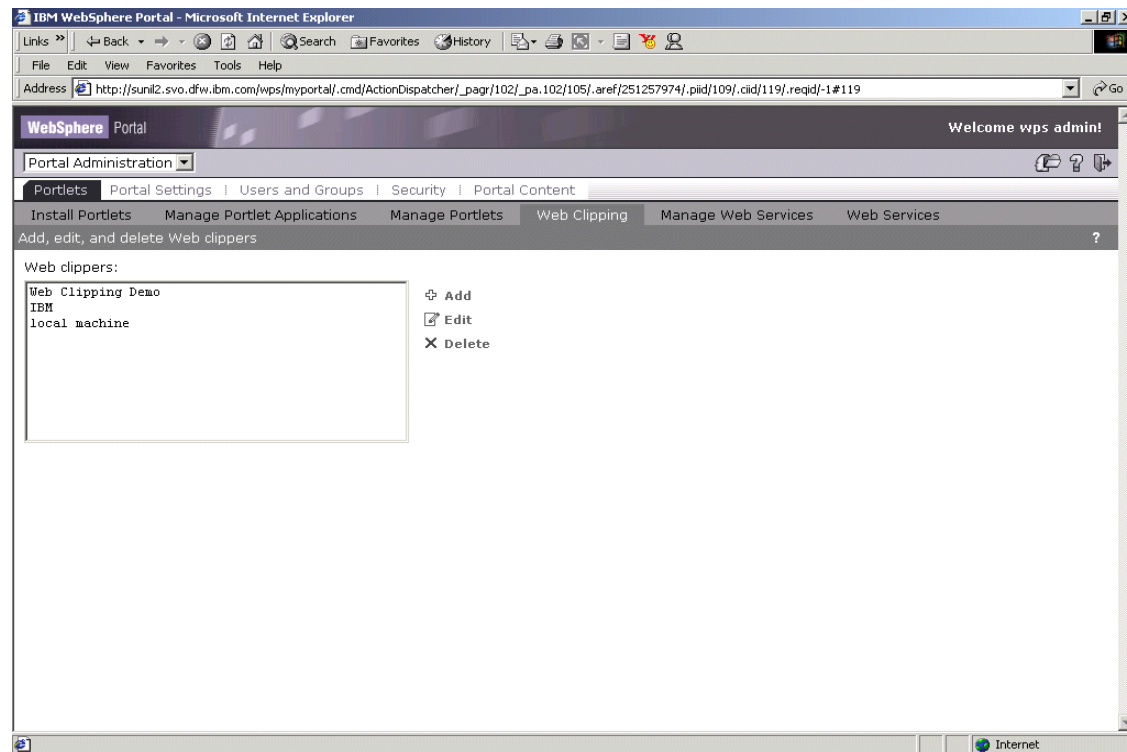 IBM WebSphere Portal - Microsoft Internet Explorer
Links » Back Search Favorites History
File Edit View Favorites Tools Help
Address http://sunil2.svo.dfw.ibm.com/wps/myportal/.cmd/ActionDispatcher/_pagr/102/_pa.102/105/.aref/251257974/.piid/109/.ciid/119/.reqid/-1#119 Go
WebSphere Portal Welcome wps admin!
Portal Administration ?
Portlets Portal Settings | Users and Groups | Security | Portal Content
Install Portlets Manage Portlet Applications Manage Portlets Web Clipping Manage Web Services Web Services
Add, edit, and delete Web clippers ?
Web clippers:
Web Clipping Demo
IBM
local machine
Add
Edit
Delete
Internet